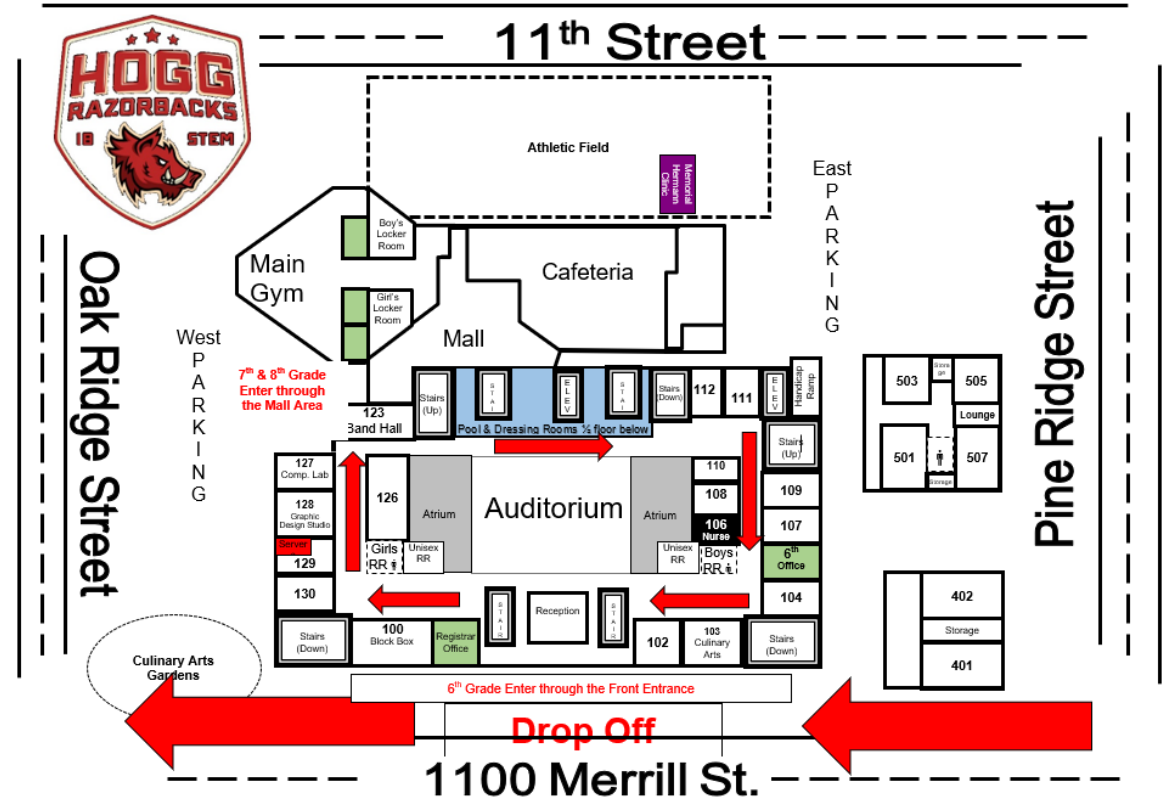 11th Street
HOGG
RAZORBACKS
IB STEM
Athletic Field
Memorial
Hermann
Clinic
East
PARKING
Boy's
Locker
Room
Main
Gym
Cafeteria
Girl's
Locker
Room
Mall
Oak Ridge Street
Pine Ridge Street
West
PARKING
7th & 8th Grade
Enter through
the Mall Area
123
Band Hall
Stairs
(Up)
STAI
ELEV
STAI
Stairs
(Down)
112
111
ELEV
Handicap
Ramp
Pool & Dressing Rooms ½ floor below
Stairs
(Up)
503
Stora
ge
505
Lounge
501
507
Storage
127
Comp. Lab
128
Graphic
Design Studio
Server
129
130
126
Atrium
Auditorium
Atrium
110
108
106
Nurse
109
107
6th
Office
104
Girls
RR
Unisex
RR
Unisex
RR
Boys
RR
Stairs
(Down)
100
Block Box
Registrar
Office
STAIR
Reception
STAIR
102
103
Culinary
Arts
Stairs
(Down)
402
Storage
401
Culinary Arts
Gardens
6th Grade Enter through the Front Entrance
Drop Off
1100 Merrill St.